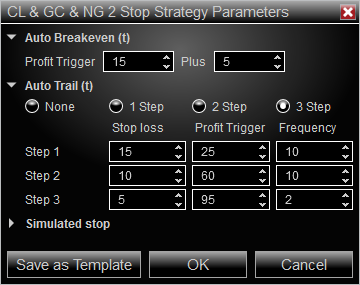 CL & GC & NG 2 Stop Strategy Parameters
Auto Breakeven (t)
Profit Trigger 15 Plus 5
Auto Trail (t)
None 1 Step 2 Step 3 Step
Stop loss Profit Trigger Frequency
Step 1 15 25 10
Step 2 10 60 10
Step 3 5 95 2
Simulated stop
Save as Template OK Cancel